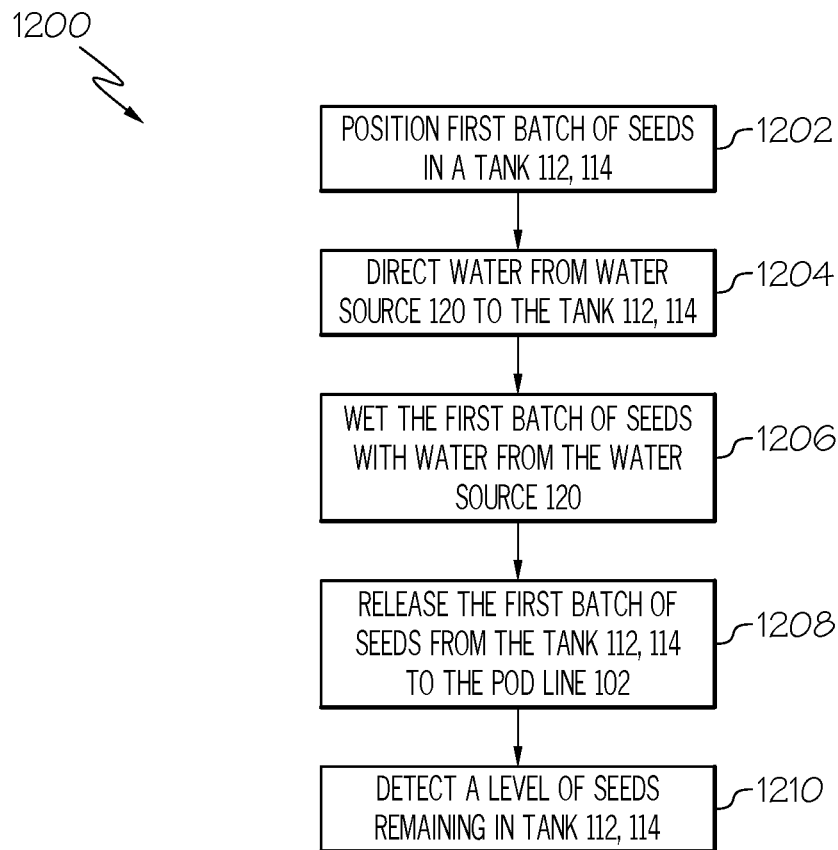 1200
POSITION FIRST BATCH OF SEEDS
IN A TANK 112, 114
1202
DIRECT WATER FROM WATER
SOURCE 120 TO THE TANK 112, 114
1204
WET THE FIRST BATCH OF SEEDS
WITH WATER FROM THE WATER
SOURCE 120
1206
RELEASE THE FIRST BATCH OF
SEEDS FROM THE TANK 112, 114
TO THE POD LINE 102
1208
DETECT A LEVEL OF SEEDS
REMAINING IN TANK 112, 114
1210